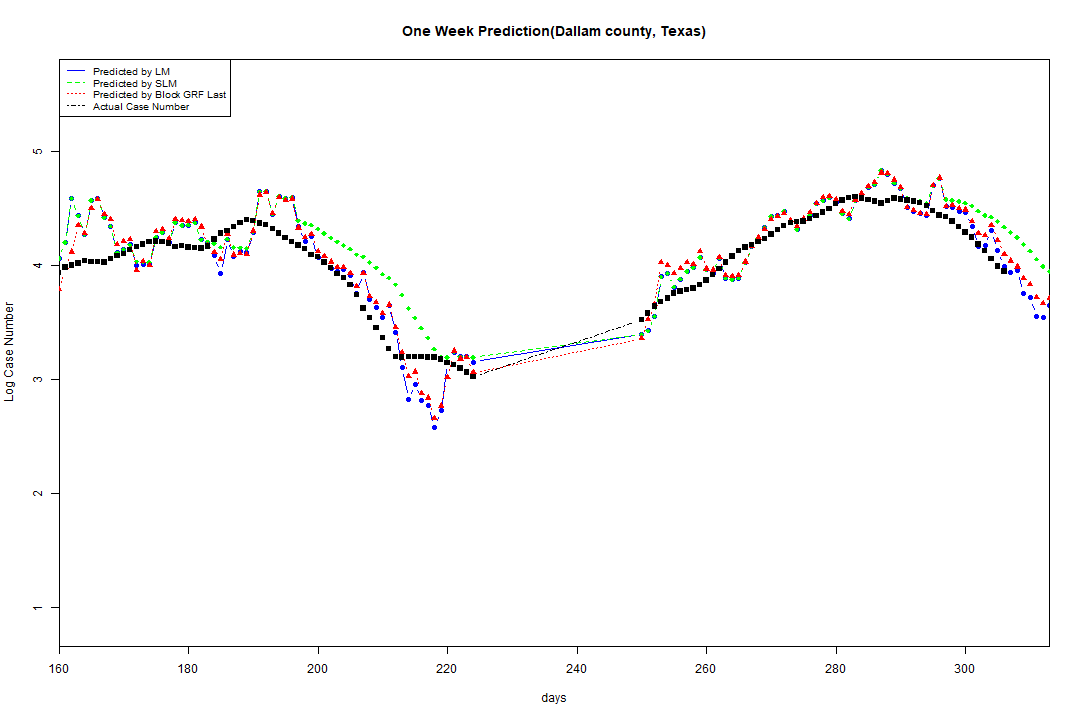 One Week Prediction(Dallam county, Texas)
Predicted by LM
Predicted by SLM
Predicted by Block GRF Last
Actual Case Number
5
4
3
2
1
Log Case Number
160 180 200 220 240 260 280 300
days